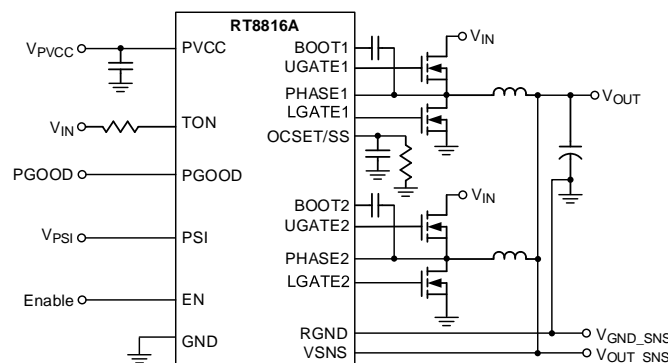 RT8816A
VPVCC
PVCC
VIN
TON
PGOOD
PGOOD
VPSI
PSI
Enable
EN
GND
BOOT1
UGATE1
PHASE1
LGATE1
OCSET/SS
BOOT2
UGATE2
PHASE2
LGATE2
RGND
VSNS
VIN
VOUT
VIN
VGND_SNS
VOUT_SNS